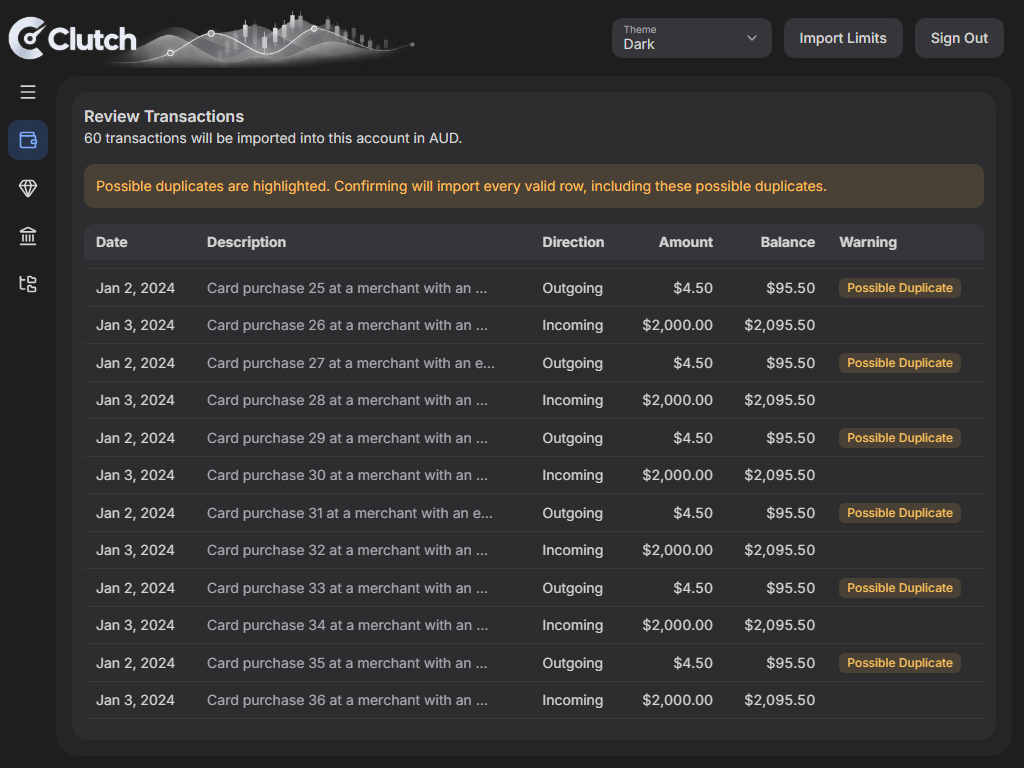 Clutch
Theme
Dark
Import Limits
Sign Out
Review Transactions
60 transactions will be imported into this account in AUD.
Possible duplicates are highlighted. Confirming will import every valid row, including these possible duplicates.
Date Description Direction Amount Balance Warning
Jan 2, 2024 Card purchase 25 at a merchant with an ... Outgoing $4.50 $95.50 Possible Duplicate
Jan 3, 2024 Card purchase 26 at a merchant with an ... Incoming $2,000.00 $2,095.50
Jan 2, 2024 Card purchase 27 at a merchant with an e... Outgoing $4.50 $95.50 Possible Duplicate
Jan 3, 2024 Card purchase 28 at a merchant with an ... Incoming $2,000.00 $2,095.50
Jan 2, 2024 Card purchase 29 at a merchant with an ... Outgoing $4.50 $95.50 Possible Duplicate
Jan 3, 2024 Card purchase 30 at a merchant with an ... Incoming $2,000.00 $2,095.50
Jan 2, 2024 Card purchase 31 at a merchant with an e... Outgoing $4.50 $95.50 Possible Duplicate
Jan 3, 2024 Card purchase 32 at a merchant with an ... Incoming $2,000.00 $2,095.50
Jan 2, 2024 Card purchase 33 at a merchant with an ... Outgoing $4.50 $95.50 Possible Duplicate
Jan 3, 2024 Card purchase 34 at a merchant with an ... Incoming $2,000.00 $2,095.50
Jan 2, 2024 Card purchase 35 at a merchant with an ... Outgoing $4.50 $95.50 Possible Duplicate
Jan 3, 2024 Card purchase 36 at a merchant with an ... Incoming $2,000.00 $2,095.50